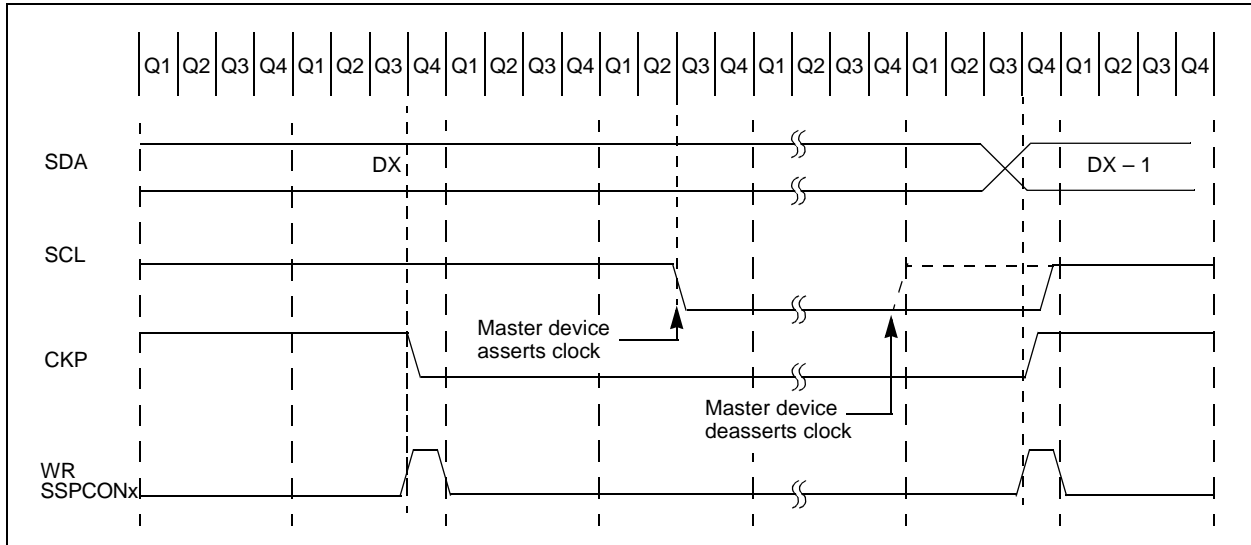 Q1 Q2 Q3 Q4 Q1 Q2 Q3 Q4 Q1 Q2 Q3 Q4 Q1 Q2 Q3 Q4 Q1 Q2 Q3 Q4 Q1 Q2 Q3 Q4 Q1 Q2 Q3 Q4
SDA
DX
DX – 1
SCL
Master device
asserts clock
CKP
Master device
deasserts clock
WR
SSPCONx